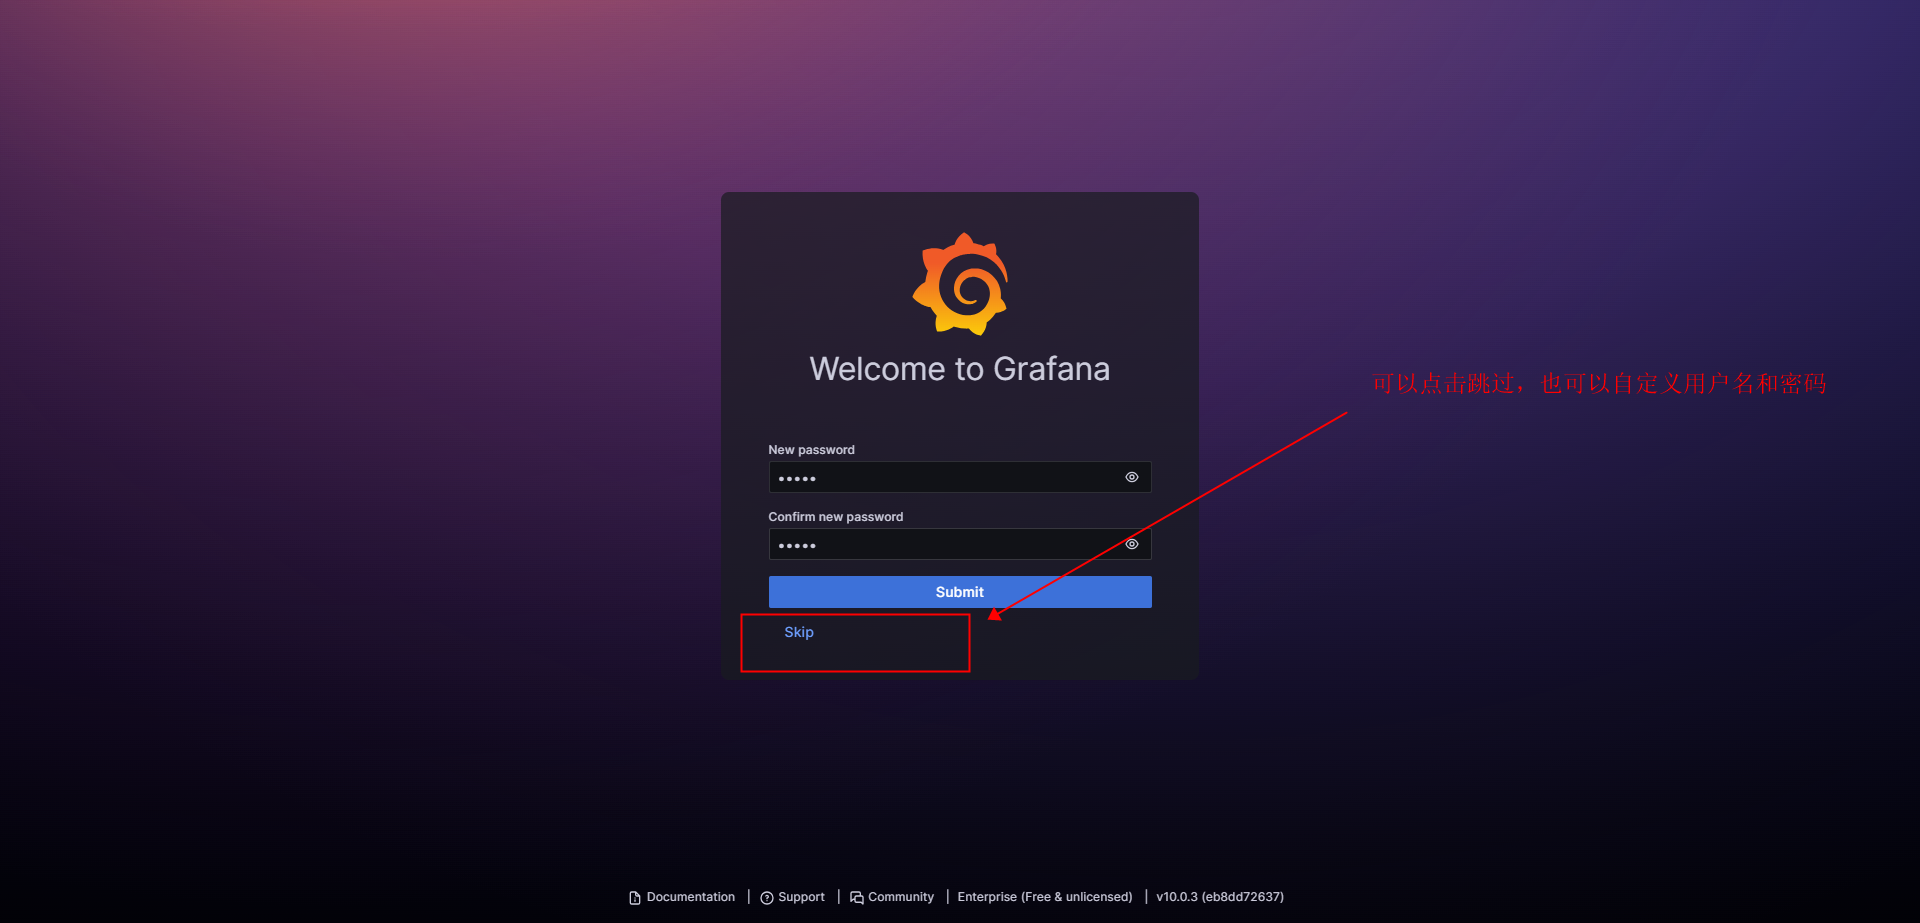 Welcome to Grafana
可以点击跳过，也可以自定义用户名和密码
New password
•••••
Confirm new password
•••••
Submit
Skip
Documentation | Support | Community | Enterprise (Free & unlicensed) | v10.0.3 (eb8dd72637)